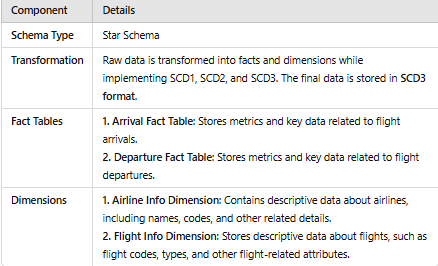 Component Details
Schema Type Star Schema
Transformation Raw data is transformed into facts and dimensions while
implementing SCD1, SCD2, and SCD3. The final data is stored in SCD3
format.
Fact Tables 1. Arrival Fact Table: Stores metrics and key data related to flight
arrivals.
2. Departure Fact Table: Stores metrics and key data related to flight
departures.
Dimensions 1. Airline Info Dimension: Contains descriptive data about airlines,
including names, codes, and other related details.
2. Flight Info Dimension: Stores descriptive data about flights, such as
flight codes, types, and other flight-related attributes.